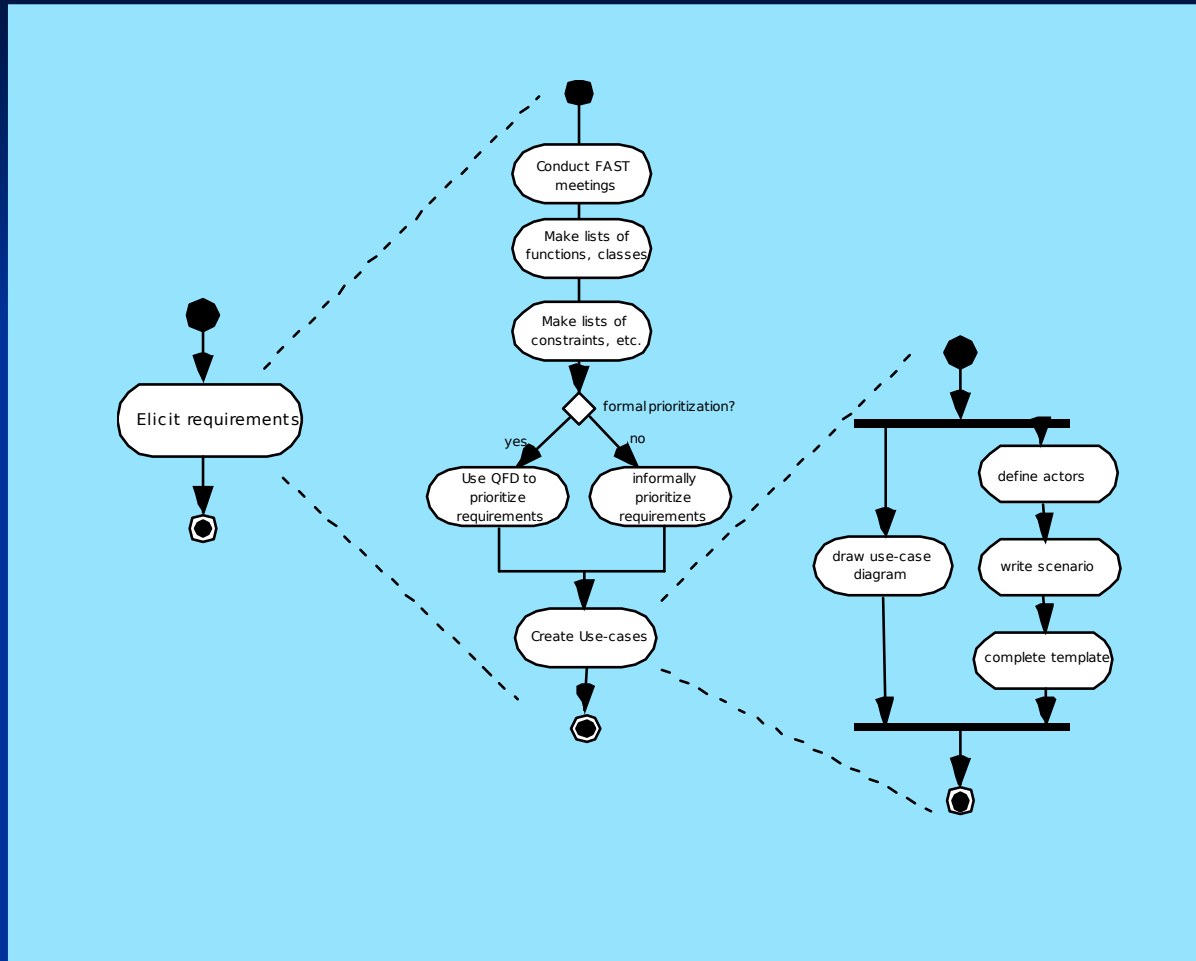 Conduct FAST
meetings
Make lists of
functions, classes
Make lists of
constraints, etc.
Elicit requirements
formal prioritization?
yes
no
Use QFD to
prioritize
requirements
informally
prioritize
requirements
Create Use-cases
define actors
draw use-case
diagram
write scenario
complete template